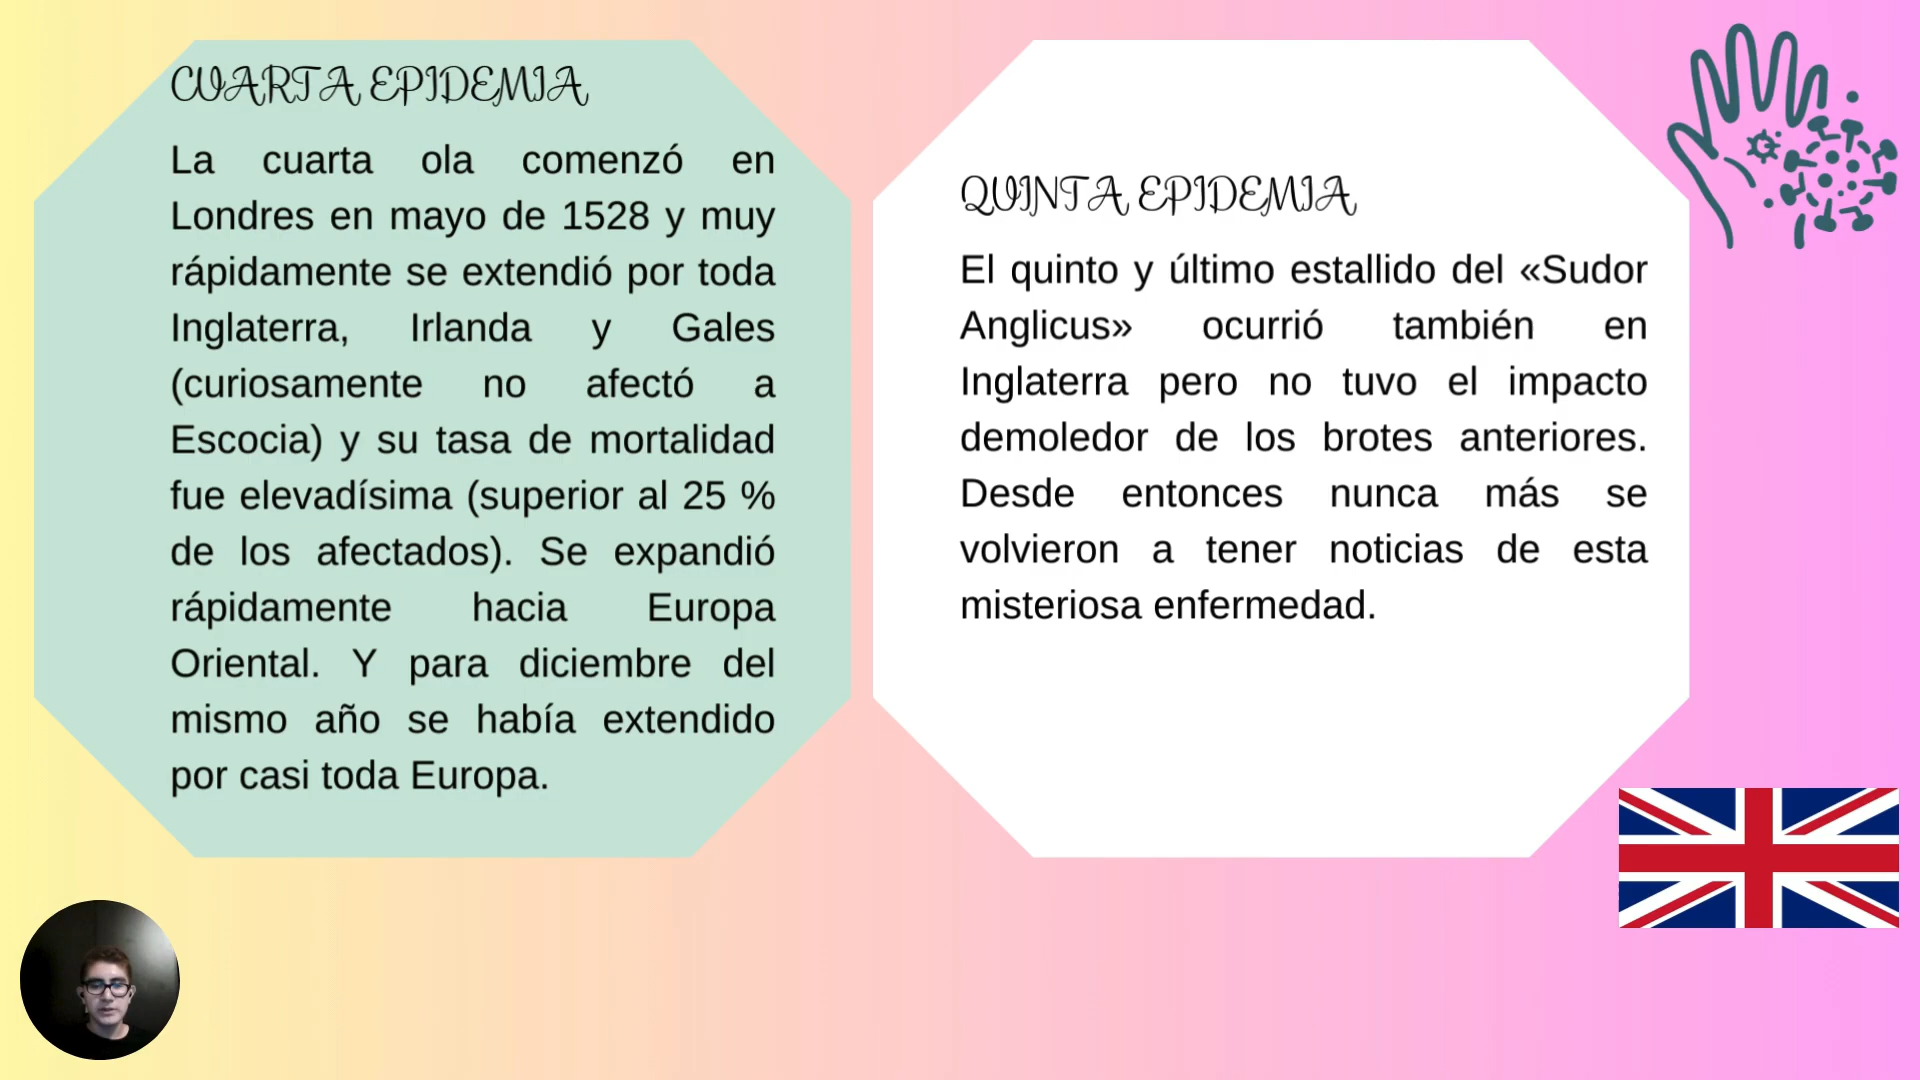 CUARTA EPIDEMIA
La cuarta ola comenzó en
Londres en mayo de 1528 y muy
rápidamente se extendió por toda
Inglaterra, Irlanda y Gales
(curiosamente no afectó a
Escocia) y su tasa de mortalidad
fue elevadísima (superior al 25 %
de los afectados). Se expandió
rápidamente hacia Europa
Oriental. Y para diciembre del
mismo año se había extendido
por casi toda Europa.
QUINTA EPIDEMIA
El quinto y último estallido del «Sudor
Anglicus» ocurrió también en
Inglaterra pero no tuvo el impacto
demoledor de los brotes anteriores.
Desde entonces nunca más se
volvieron a tener noticias de esta
misteriosa enfermedad.